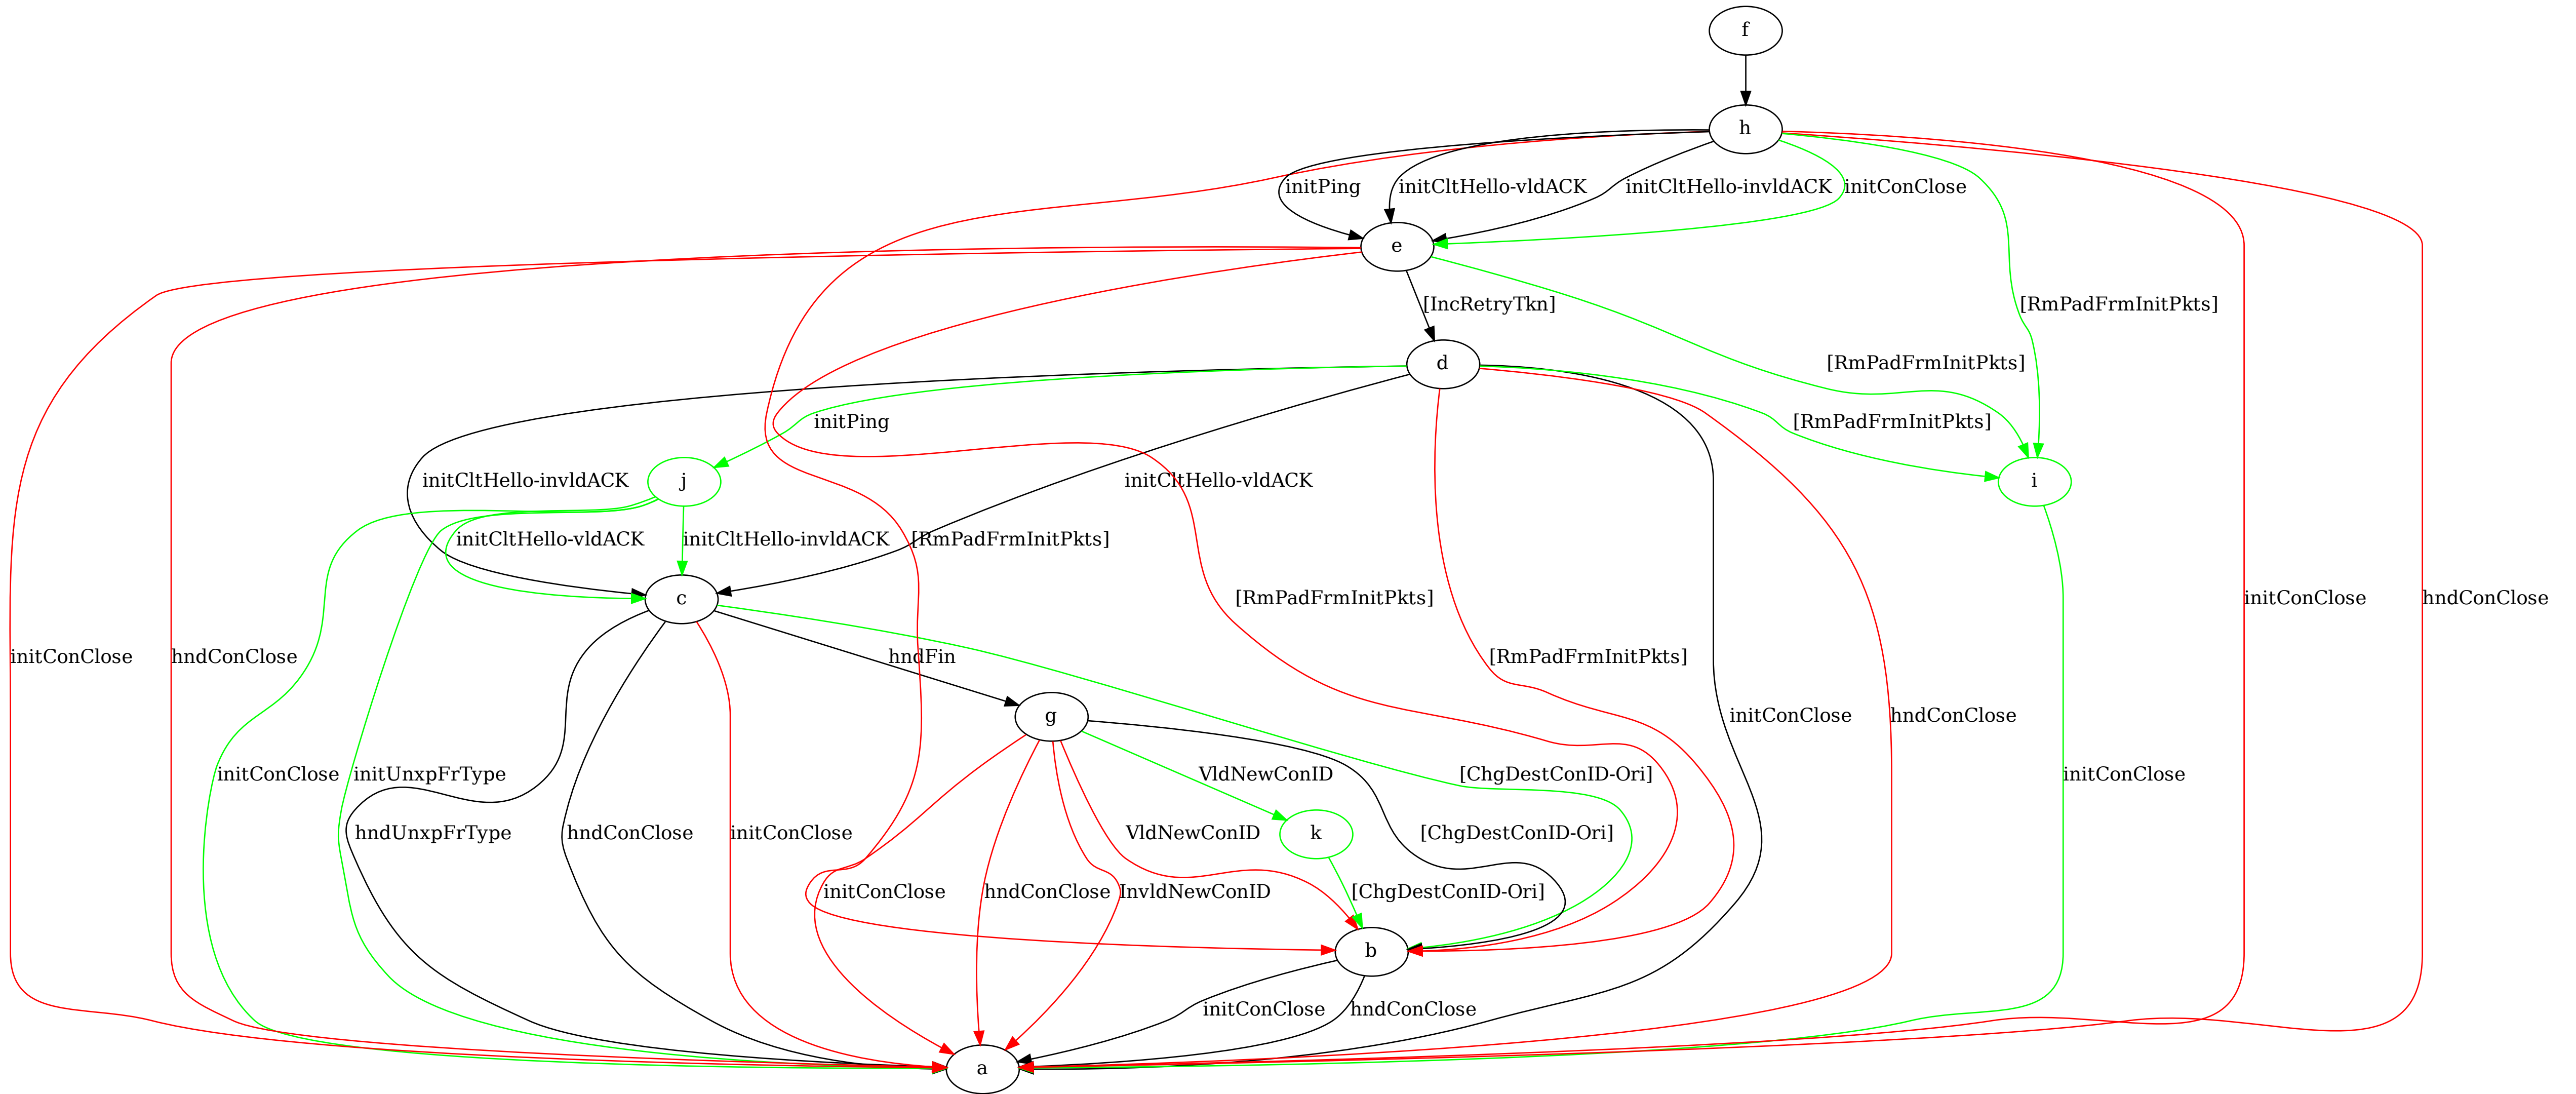 f
h
initPing
initCltHello-vldACK
initCltHello-invldACK
initConClose
e
[IncRetryTkn]
[RmPadFrmInitPkts]
[RmPadFrmInitPkts]
d
initPing
[RmPadFrmInitPkts]
initCltHello-invldACK
j
initCltHello-vldACK
i
initCltHello-vldACK
initCltHello-invldACK
[RmPadFrmInitPkts]
c
[RmPadFrmInitPkts]
initConClose
hndConClose
initConClose
hndConClose
hndFin
[RmPadFrmInitPkts]
g
initConClose
hndConClose
initConClose
initUnxpFrType
VldNewConID
[ChgDestConID-Ori]
initConClose
hndUnxpFrType
hndConClose
initConClose
VldNewConID
k
[ChgDestConID-Ori]
initConClose
hndConClose
InvldNewConID
[ChgDestConID-Ori]
b
initConClose
hndConClose
a